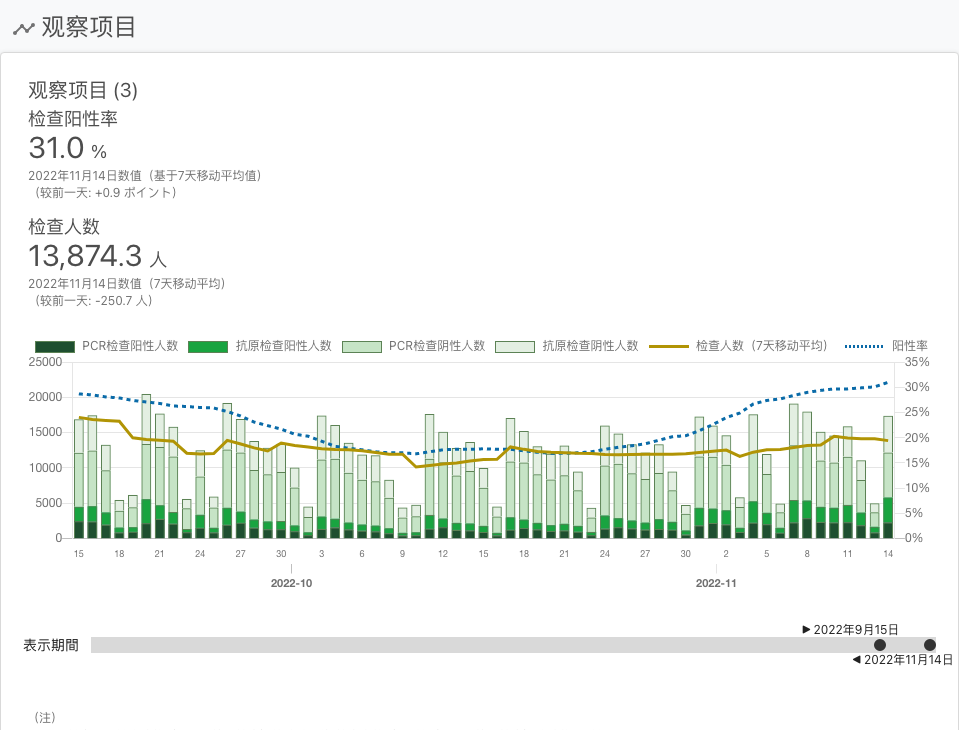 观察项目
观察项目 (3)
检查阳性率
31.0 %
2022年11月14日数值（基于7天移动平均值）
（较前一天: +0.9 ポイント）
检查人数
13,874.3 人
2022年11月14日数值（7天移动平均）
（较前一天: -250.7 人）
PCR检查阳性人数 抗原检查阳性人数 PCR检查阴性人数 抗原检查阴性人数 检查人数（7天移动平均） 阳性率
25000 35%
20000 30%
25%
15000 20%
10000 15%
10%
5000 5%
0 0%
15 18 21 24 27 30 3 6 9 12 15 18 21 24 27 30 2 5 8 11 14
2022-10 2022-11
▶ 2022年9月15日
表示期間
◀ 2022年11月14日
（注）